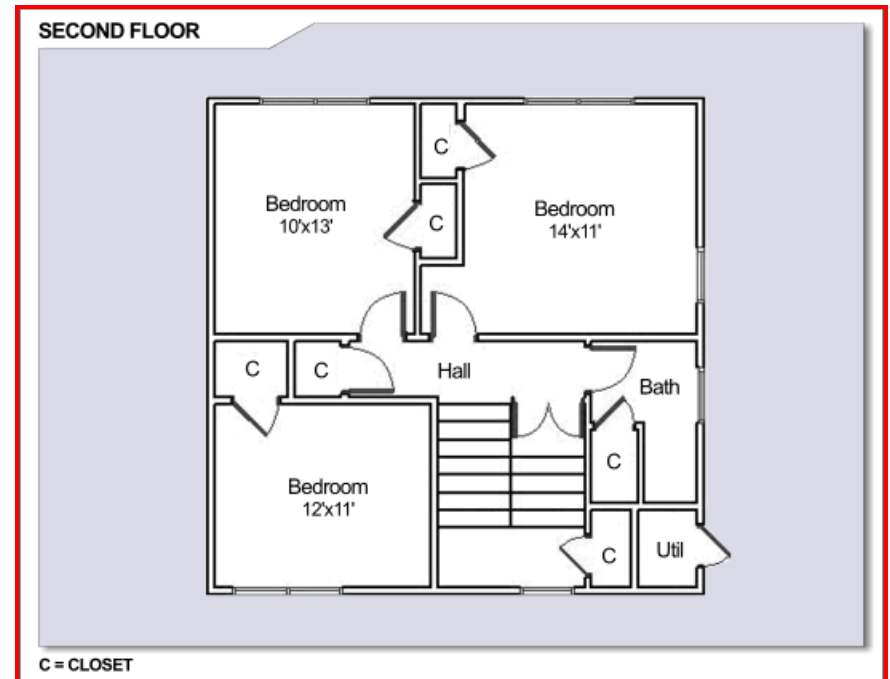 SECOND FLOOR
C
Bedroom
10'x13'
C
Bedroom
14'x11'
C
C
Hall
Bath
C
Bedroom
12'x11'
C
Util
C = CLOSET